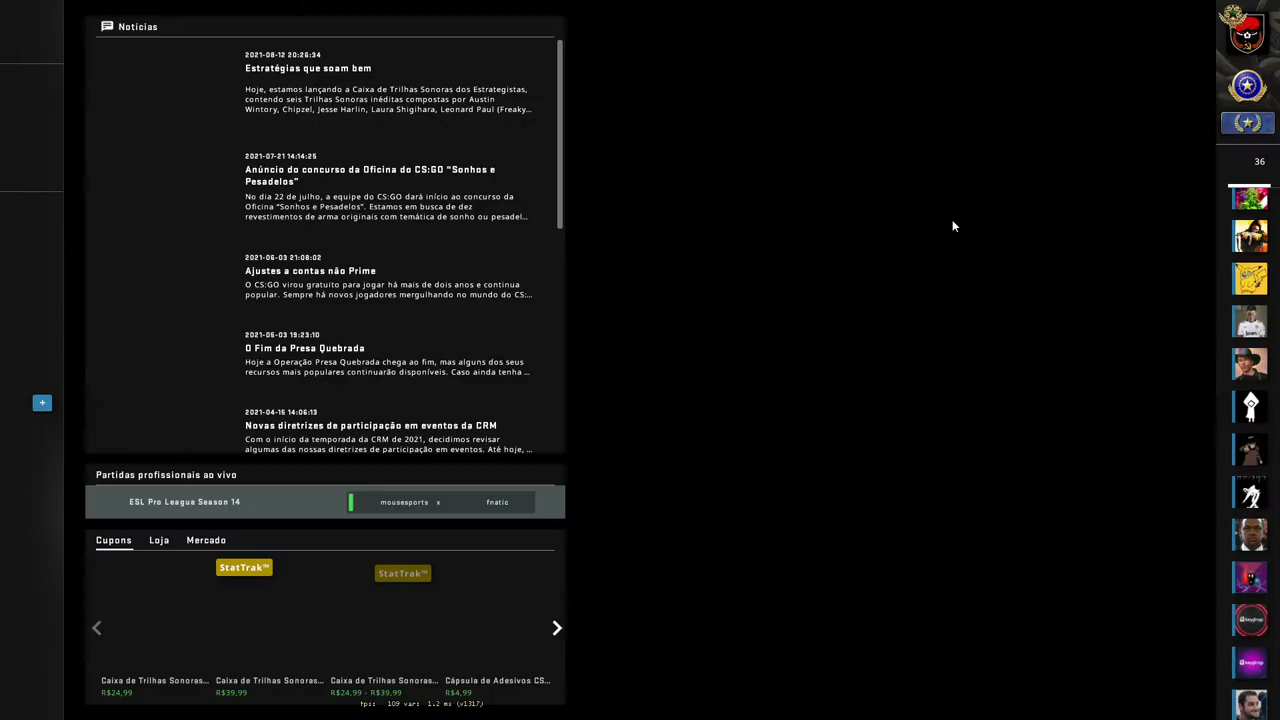 Notícias
2021-08-12 20:26:34
Estratégias que soam bem
Hoje, estamos lançando a Caixa de Trilhas Sonoras dos Estrategistas,
contendo seis Trilhas Sonoras inéditas compostas por Austin
Wintory, Chipzel, Jesse Harlin, Laura Shigihara, Leonard Paul (Freaky...
2021-07-21 14:14:25
Anúncio do concurso da Oficina do CS:GO "Sonhos e
Pesadelos"
No dia 22 de julho, a equipe do CS:GO dará início ao concurso da
Oficina "Sonhos e Pesadelos". Estamos em busca de dez
revestimentos de arma originais com temática de sonho ou pesadel...
2021-06-03 21:08:02
Ajustes a contas não Prime
O CS:GO virou gratuito para jogar há mais de dois anos e continua
popular. Sempre há novos jogadores mergulhando no mundo do CS:...
2021-05-03 19:23:10
O Fim da Presa Quebrada
Hoje a Operação Presa Quebrada chega ao fim, mas alguns dos seus
recursos mais populares continuarão disponíveis. Caso ainda tenha ...
2021-04-15 14:06:13
Novas diretrizes de participação em eventos da CRM
Com o início da temporada da CRM de 2021, decidimos revisar
algumas das nossas diretrizes de participação em eventos. Até hoje, ...
36
+
Partidas profissionais ao vivo
ESL Pro League Season 14 mousesports x fnatic
Cupons Loja Mercado
StatTrak™ StatTrak™
Caixa de Trilhas Sonoras... Caixa de Trilhas Sonoras... Caixa de Trilhas Sonoras... Cápsula de Adesivos CS...
R$24,99 R$39,99 R$24,99 - R$39,99 R$4,99
fps: 109 var: 1.2 ms (v1317)